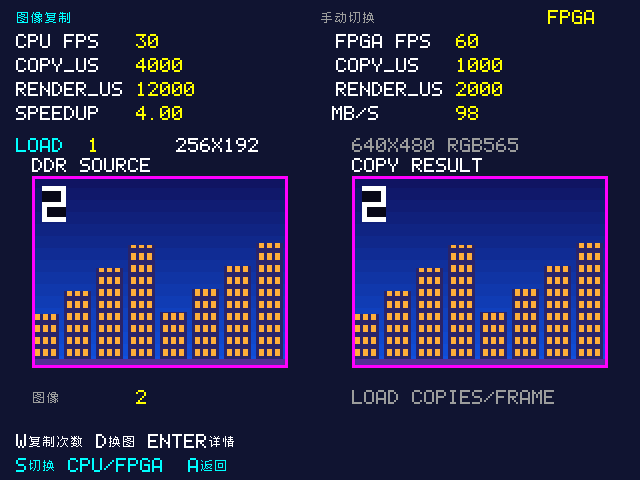 图像复制 手动切换 FPGA
CPU FPS 30 FPGA FPS 60
COPY_US 4000 COPY_US 1000
RENDER_US 12000 RENDER_US 2000
SPEEDUP 4.00 MB/S 98
LOAD 1 256X192 640X480 RGB565
DDR SOURCE COPY RESULT
2 2
图像 2 LOAD COPIES/FRAME
W复制次数 D换图 ENTER详情
S切换 CPU/FPGA A返回